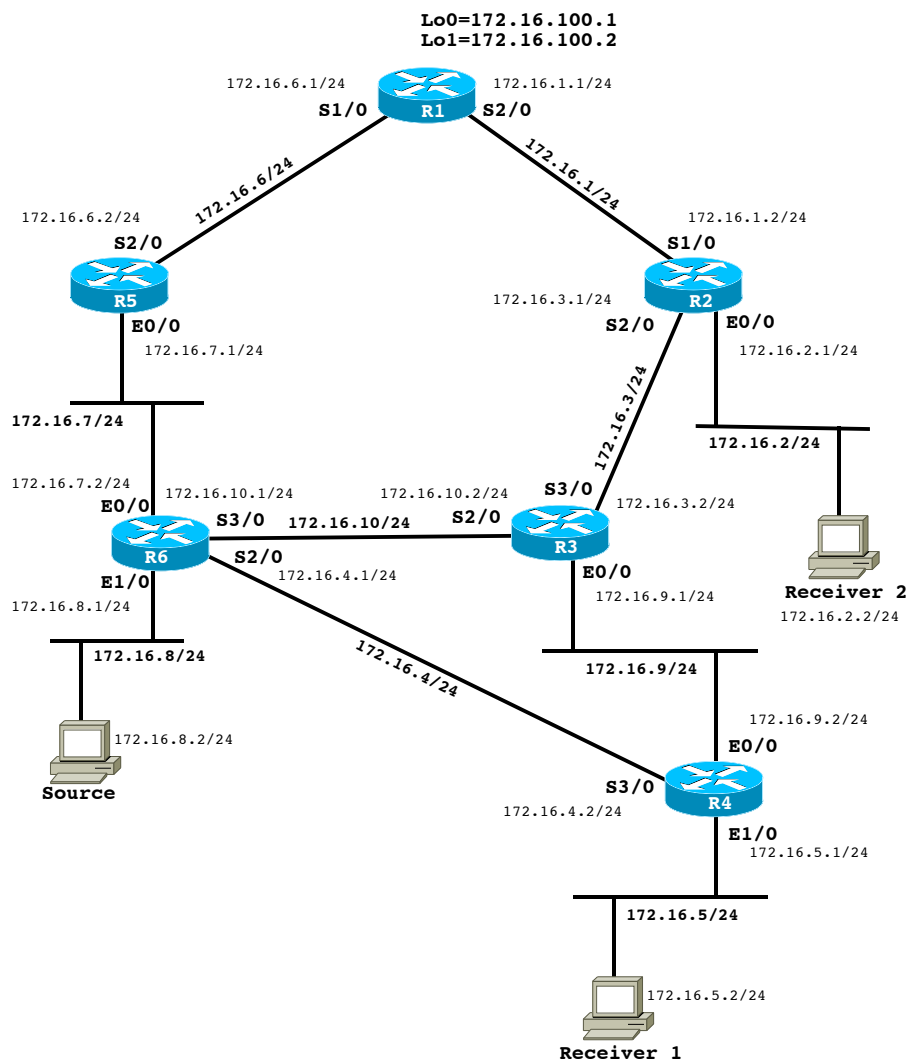 Lo0=172.16.100.1
Lo1=172.16.100.2
172.16.6.1/24
172.16.1.1/24
S1/0
R1
S2/0
172.16.6/24
172.16.1/24
172.16.6.2/24
172.16.1.2/24
S2/0
S1/0
R5
R2
172.16.3.1/24
E0/0
S2/0
E0/0
172.16.7.1/24
172.16.2.1/24
172.16.3/24
172.16.7/24
172.16.2/24
172.16.7.2/24
E0/0
172.16.10.1/24
172.16.10.2/24
S3/0
172.16.3.2/24
S3/0
172.16.10/24
S2/0
R6
R3
S2/0
E1/0
172.16.4.1/24
E0/0
172.16.8.1/24
172.16.9.1/24
Receiver 2
172.16.2.2/24
172.16.8/24
172.16.4/24
172.16.9/24
172.16.8.2/24
Source
172.16.9.2/24
E0/0
S3/0
R4
172.16.4.2/24
E1/0
172.16.5.1/24
172.16.5/24
172.16.5.2/24
Receiver 1